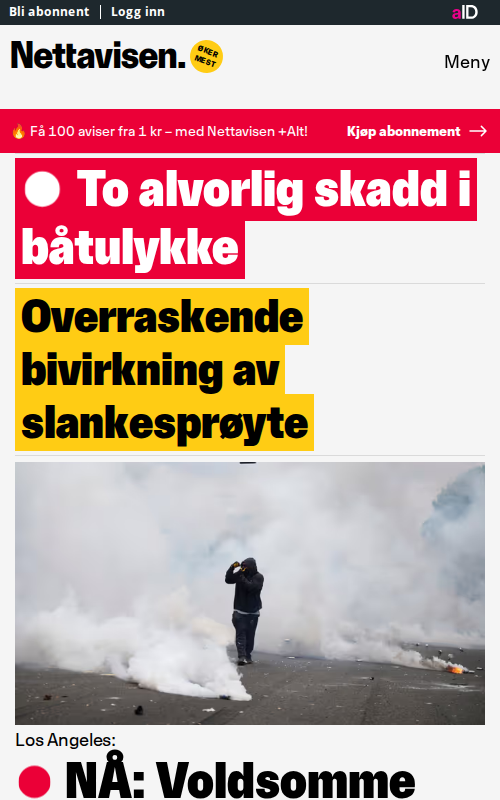 Bli abonnent | Logg inn
aID
Nettavisen.
ØKER
MEST
Meny
🔥 Få 100 aviser fra 1 kr – med Nettavisen +Alt!
Kjøp abonnement →
To alvorlig skadd i
båtulykke
Overraskende
bivirkning av
slankesprøyte
Los Angeles:
NÅ: Voldsomme